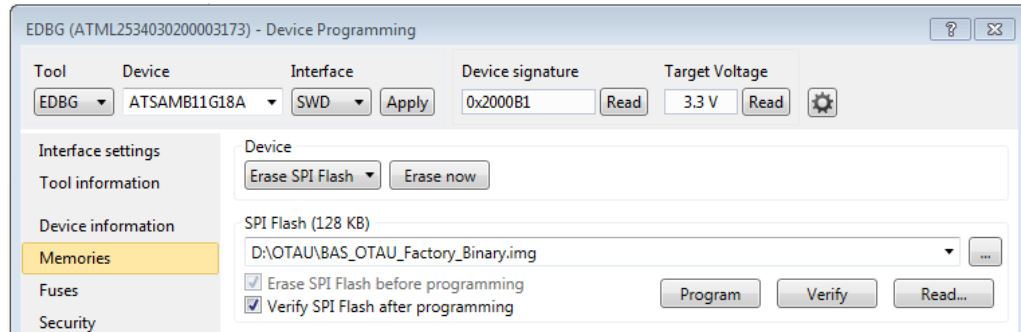 EDBG (ATML2534030200003173) - Device Programming
Tool Device Interface Device signature Target Voltage
EDBG ATSAMB11G18A SWD Apply 0x2000B1 Read 3.3 V Read
Interface settings
Tool information
Device information
Memories
Fuses
Security
Device
Erase SPI Flash Erase now
SPI Flash (128 KB)
D:\OTAU\BAS_OTAU_Factory_Binary.img ...
Erase SPI Flash before programming
Verify SPI Flash after programming
Program Verify Read...